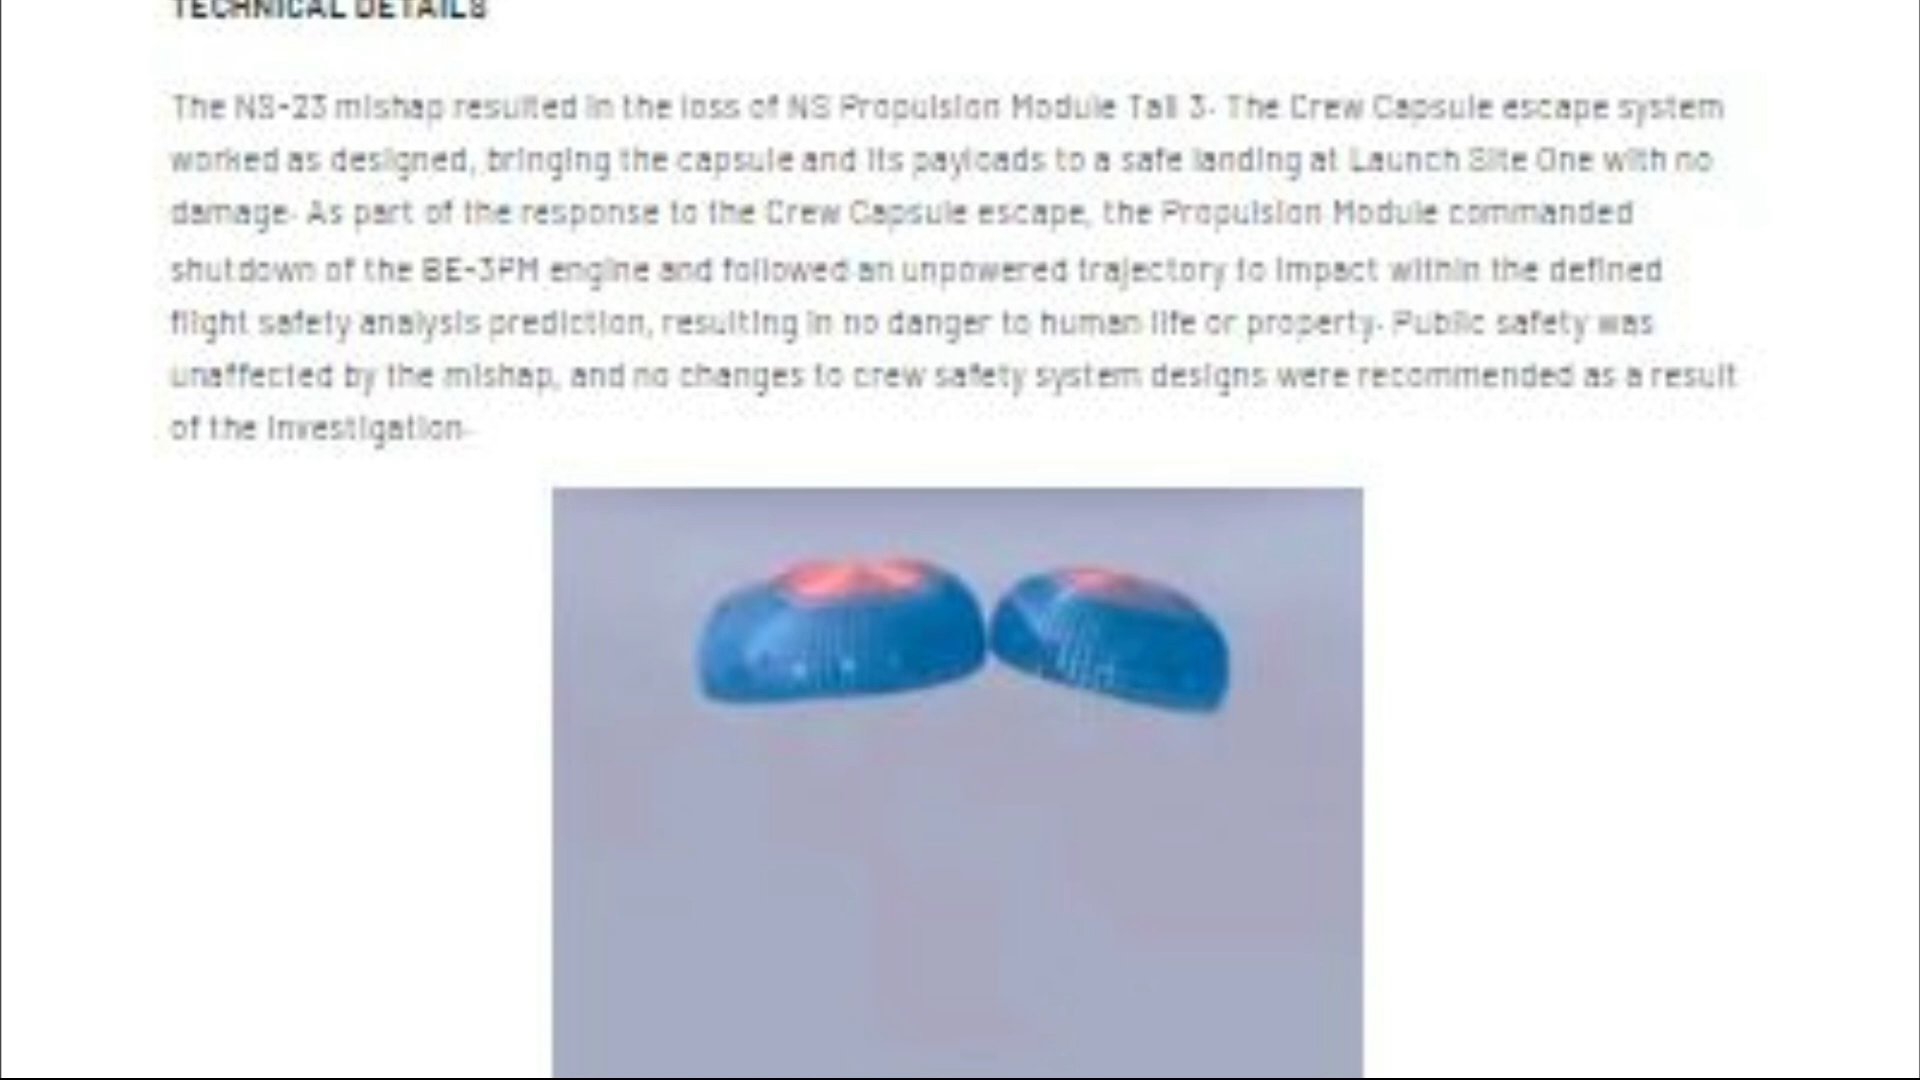 TECHNICAL DETAILS
The NS-23 mishap resulted in the loss of NS Propulsion Module Tail 3. The Crew Capsule escape system
worked as designed, bringing the capsule and its payloads to a safe landing at Launch Site One with no
damage. As part of the response to the Crew Capsule escape, the Propulsion Module commanded
shutdown of the BE-3PM engine and followed an unpowered trajectory to impact within the defined
flight safety analysis prediction, resulting in no danger to human life or property. Public safety was
unaffected by the mishap, and no changes to crew safety system designs were recommended as a result
of the investigation.